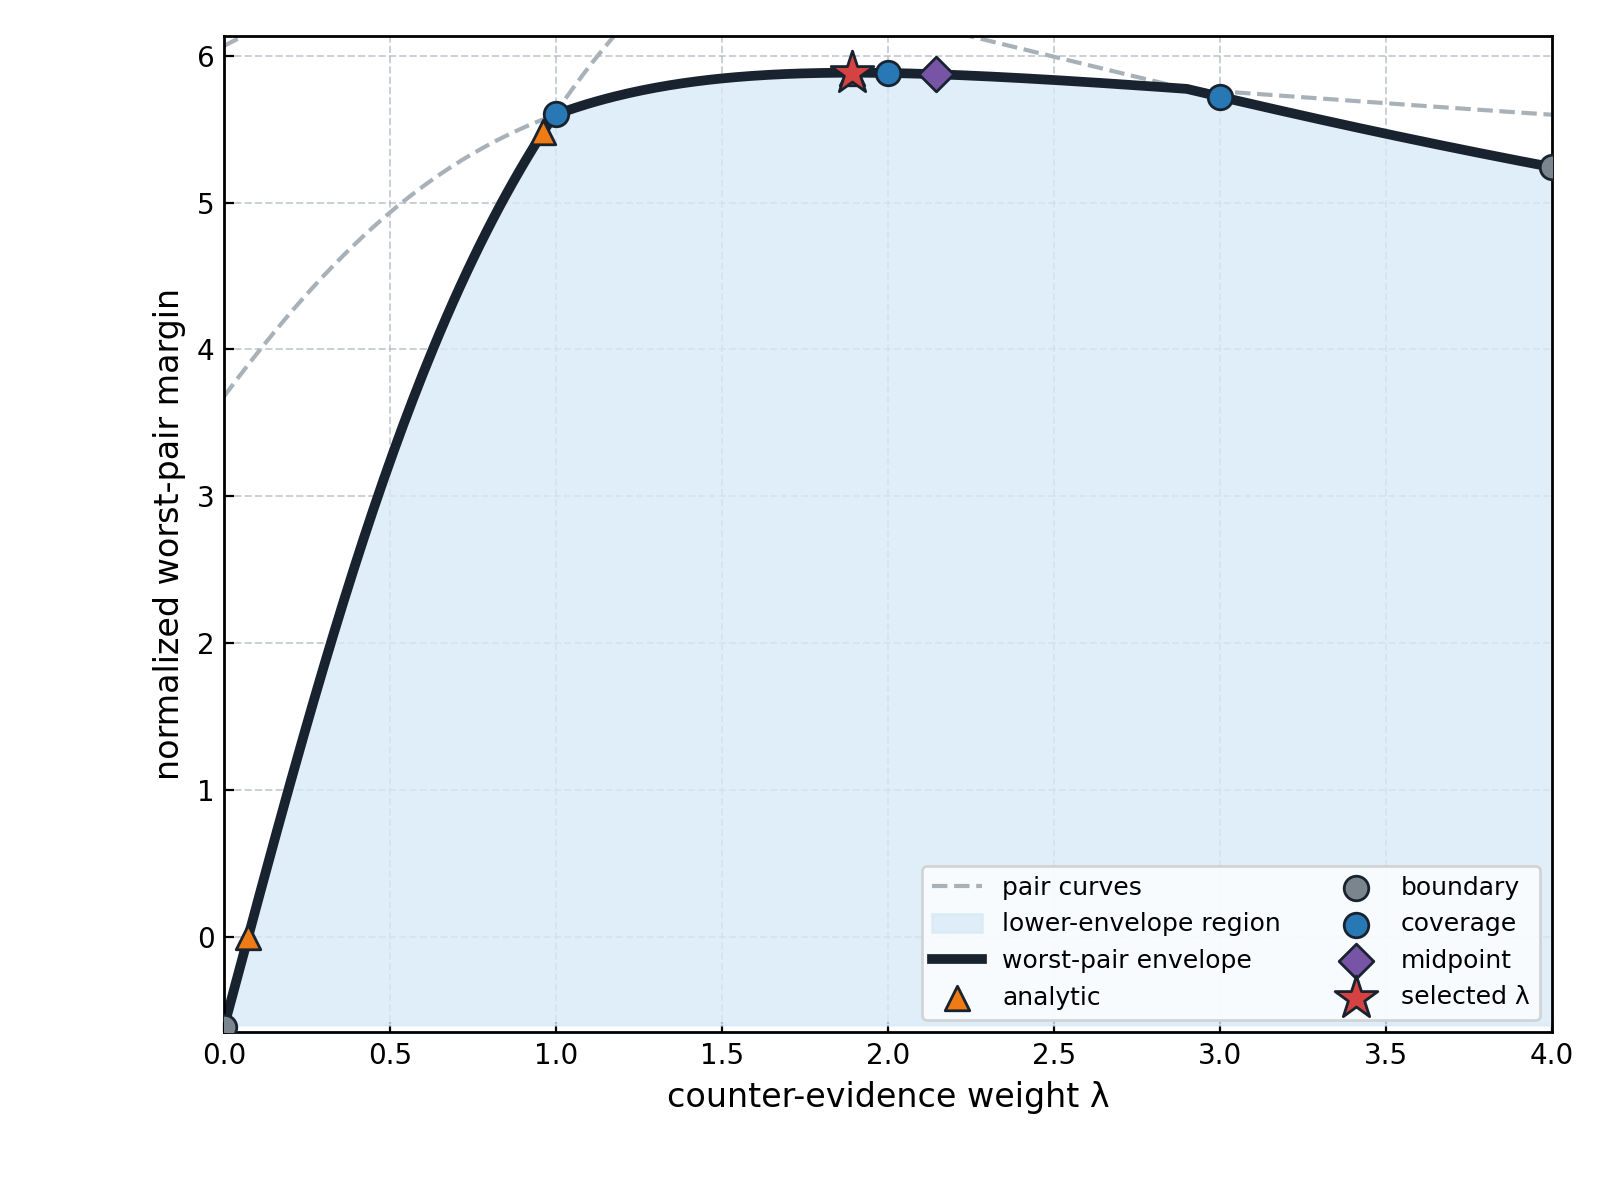 6
5
4
3
2
1
0
normalized worst-pair margin
pair curves
lower-envelope region
worst-pair envelope
analytic
boundary
coverage
midpoint
selected λ
0.0 0.5 1.0 1.5 2.0 2.5 3.0 3.5 4.0
counter-evidence weight λ